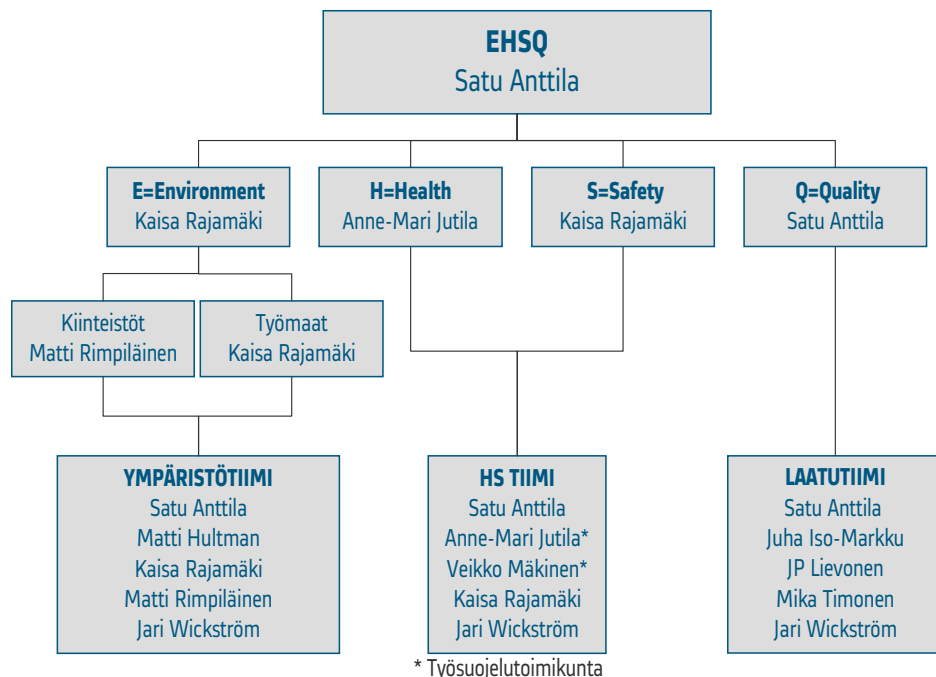 EHSQ
Satu Anttila
E=Environment
Kaisa Rajamäki
H=Health
Anne-Mari Jutila
S=Safety
Kaisa Rajamäki
Q=Quality
Satu Anttila
Kiinteistöt
Matti Rimpiläinen
Työmaat
Kaisa Rajamäki
YMPÄRISTÖTIIMI
Satu Anttila
Matti Hultman
Kaisa Rajamäki
Matti Rimpiläinen
Jari Wickström
HS TIIMI
Satu Anttila
Anne-Mari Jutila*
Veikko Mäkinen*
Kaisa Rajamäki
Jari Wickström
LAATUTIIMI
Satu Anttila
Juha Iso-Markku
JP Lievonen
Mika Timonen
Jari Wickström
* Työsuojelutoimikunta